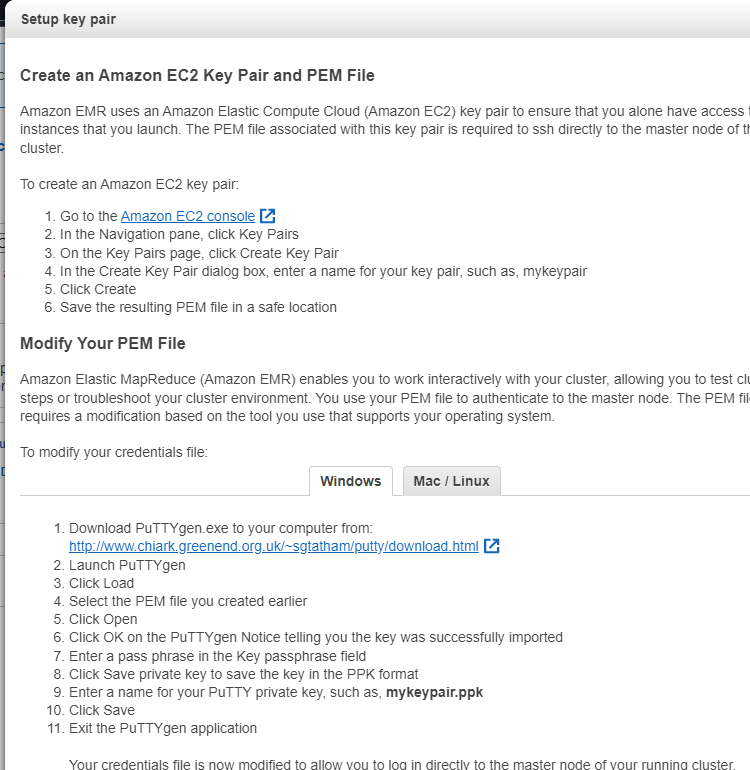 Setup key pair
Create an Amazon EC2 Key Pair and PEM File
Amazon EMR uses an Amazon Elastic Compute Cloud (Amazon EC2) key pair to ensure that you alone have access
instances that you launch. The PEM file associated with this key pair is required to ssh directly to the master node of
cluster.
To create an Amazon EC2 key pair:
1. Go to the Amazon EC2 console
2. In the Navigation pane, click Key Pairs
3. On the Key Pairs page, click Create Key Pair
4. In the Create Key Pair dialog box, enter a name for your key pair, such as, mykeypair
5. Click Create
6. Save the resulting PEM file in a safe location
Modify Your PEM File
Amazon Elastic MapReduce (Amazon EMR) enables you to work interactively with your cluster, allowing you to test
steps or troubleshoot your cluster environment. You use your PEM file to authenticate to the master node. The PEM
requires a modification based on the tool you use that supports your operating system.
To modify your credentials file:
Windows Mac / Linux
1. Download PuTTYgen.exe to your computer from:
http://www.chiark.greenend.org.uk/~sgtatham/putty/download.html
2. Launch PuTTYgen
3. Click Load
4. Select the PEM file you created earlier
5. Click Open
6. Click OK on the PuTTYgen Notice telling you the key was successfully imported
7. Enter a pass phrase in the Key passphrase field
8. Click Save private key to save the key in the PPK format
9. Enter a name for your PuTTY private key, such as, mykeypair.ppk
10. Click Save
11. Exit the PuTTYgen application
Your credentials file is now modified to allow you to log in directly to the master node of your running cluster.